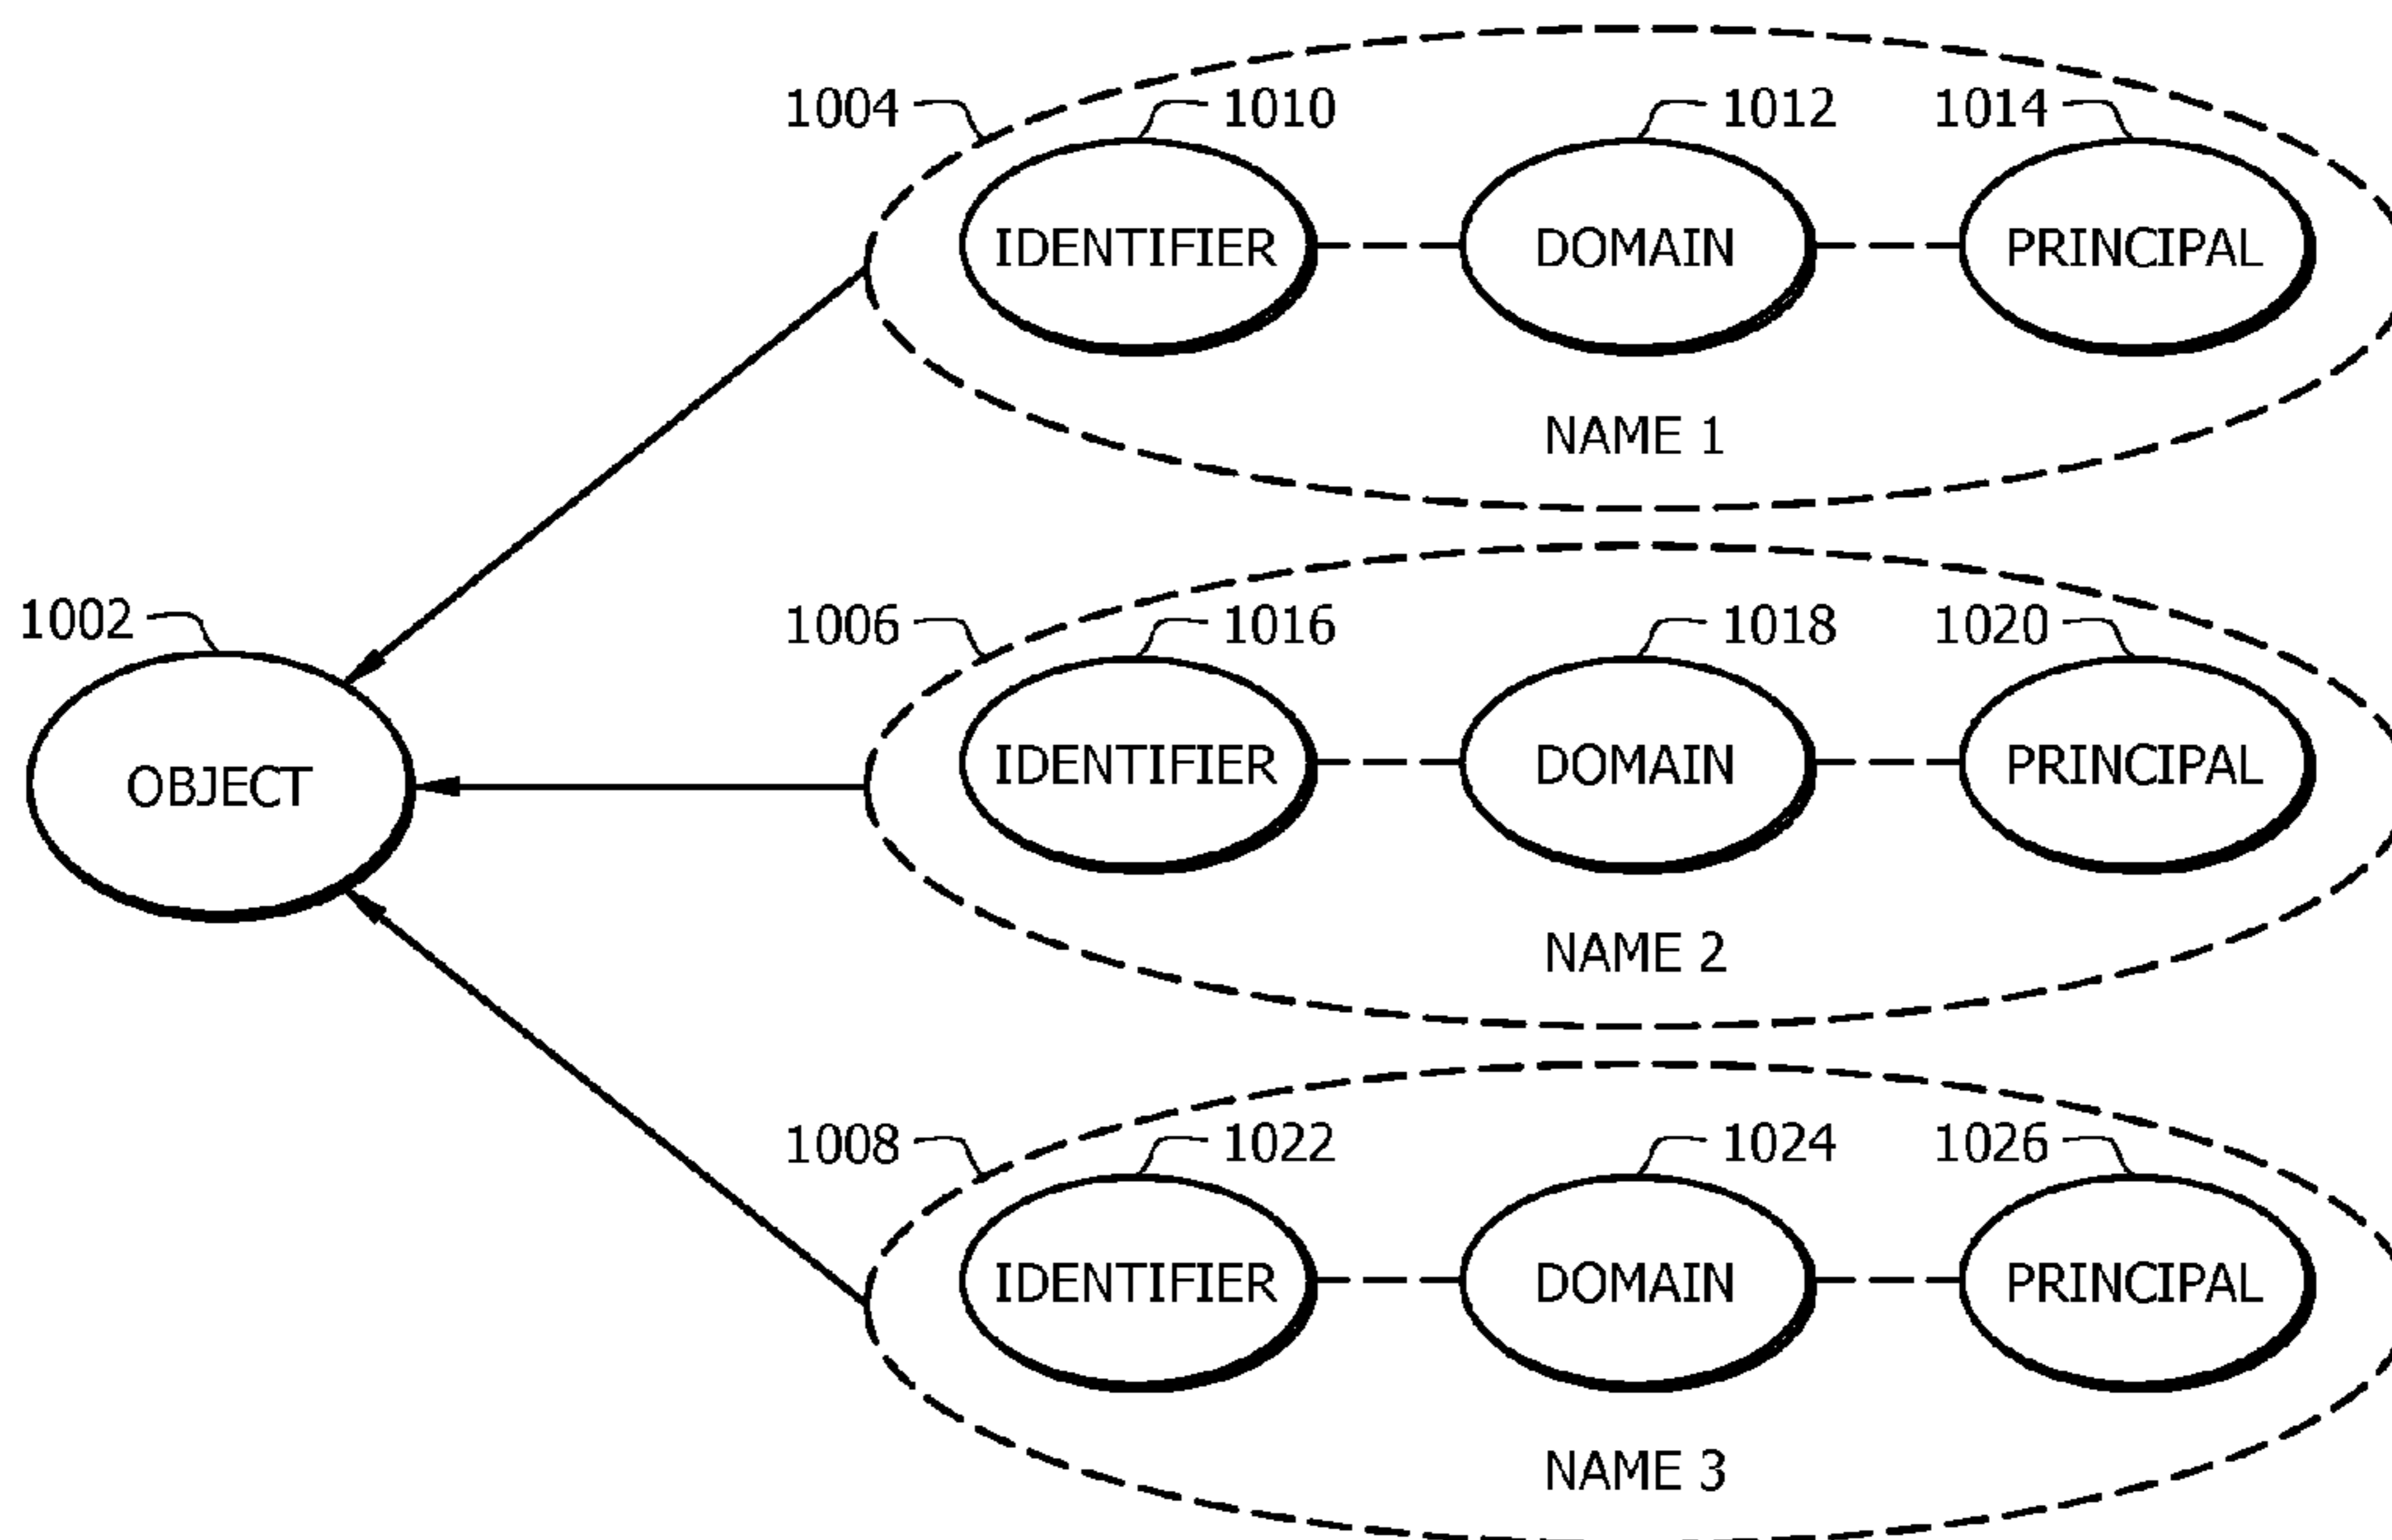 1004 1010 1012 1014
IDENTIFIER DOMAIN PRINCIPAL
NAME 1
1002 1006 1016 1018 1020
OBJECT IDENTIFIER DOMAIN PRINCIPAL
NAME 2
1008 1022 1024 1026
IDENTIFIER DOMAIN PRINCIPAL
NAME 3